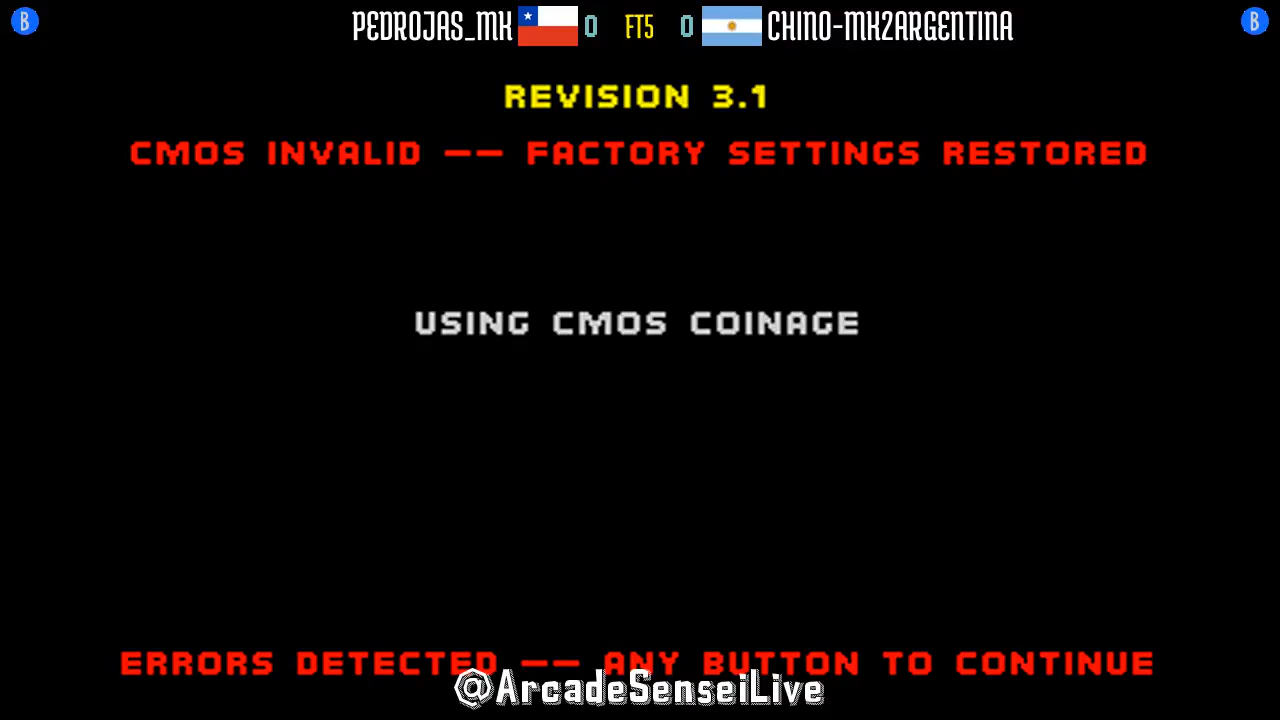 B PEDROJAS_MK 0 FT5 0 CHINO-MK2ARGENTINA B
REVISION 3.1
CMOS INVALID -- FACTORY SETTINGS RESTORED
USING CMOS COINAGE
ERRORS DETECTED -- ANY BUTTON TO CONTINUE
@ArcadeSenseiLive